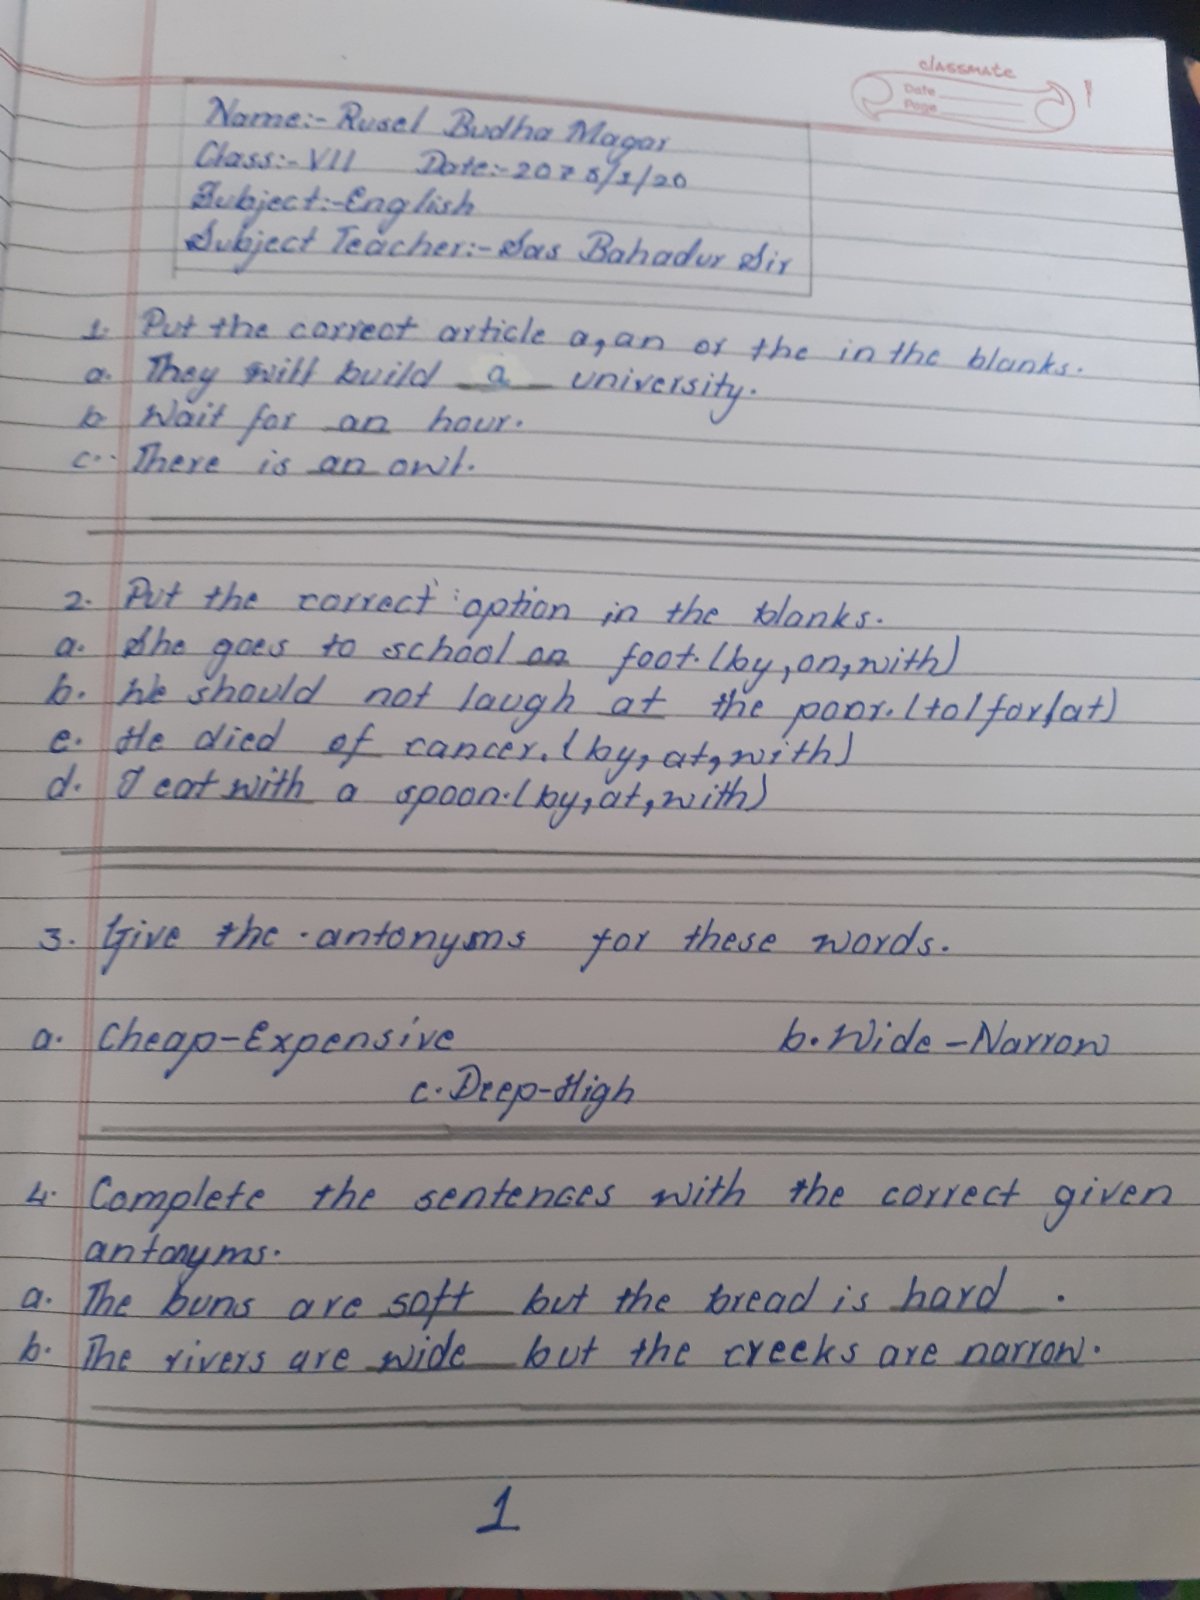 classmate
Date
Page
1
Name:- Rusel Budha Magar
Class:- VII Date:- 2078/1/20
Subject:- English
Subject Teacher:- Sas Bahadur Sir
1. Put the correct article a, an or the in the blanks.
a. They will build a university.
b. Wait for an hour.
c. There is an owl.
2. Put the correct option in the blanks.
a. She goes to school on foot. (by, on, with)
b. We should not laugh at the poor. (to/for/at)
c. He died of cancer. (by, at, with)
d. I eat with a spoon. (by, at, with)
3. Give the antonyms for these words.
a. Cheap-Expensive b. Wide-Narrow
c. Deep-High
4. Complete the sentences with the correct given
antonyms.
a. The buns are soft but the bread is hard.
b. The rivers are wide but the creeks are narrow.
1